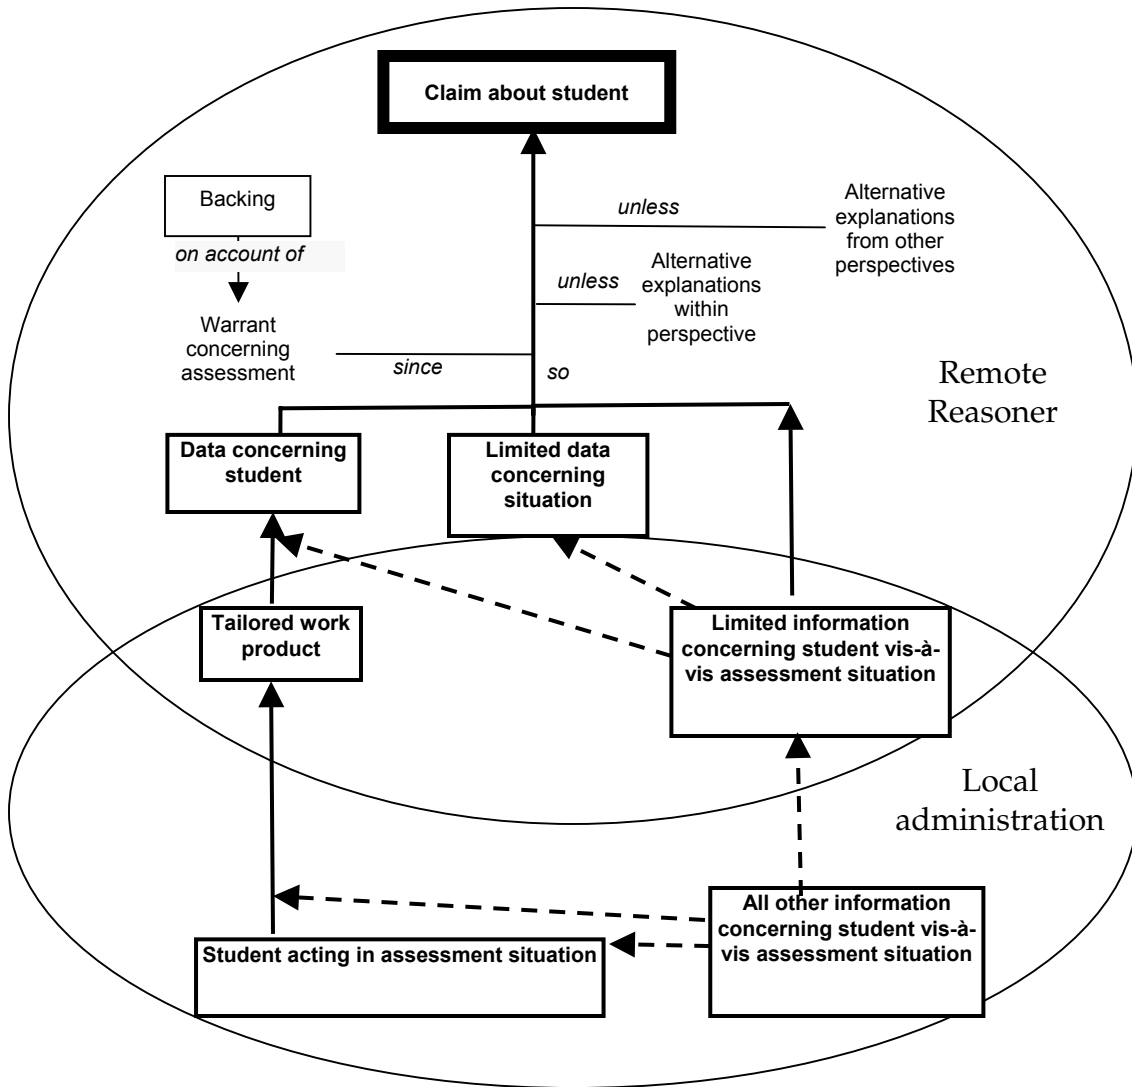 Claim about student
Backing
on account of
Warrant
concerning
assessment
since
so
unless
Alternative
explanations
from other
perspectives
unless
Alternative
explanations
within
perspective
Remote
Reasoner
Data concerning
student
Limited data
concerning
situation
Tailored work
product
Limited information
concerning student vis-à-
vis assessment situation
Local
administration
All other information
concerning student vis-à-
vis assessment situation
Student acting in assessment situation